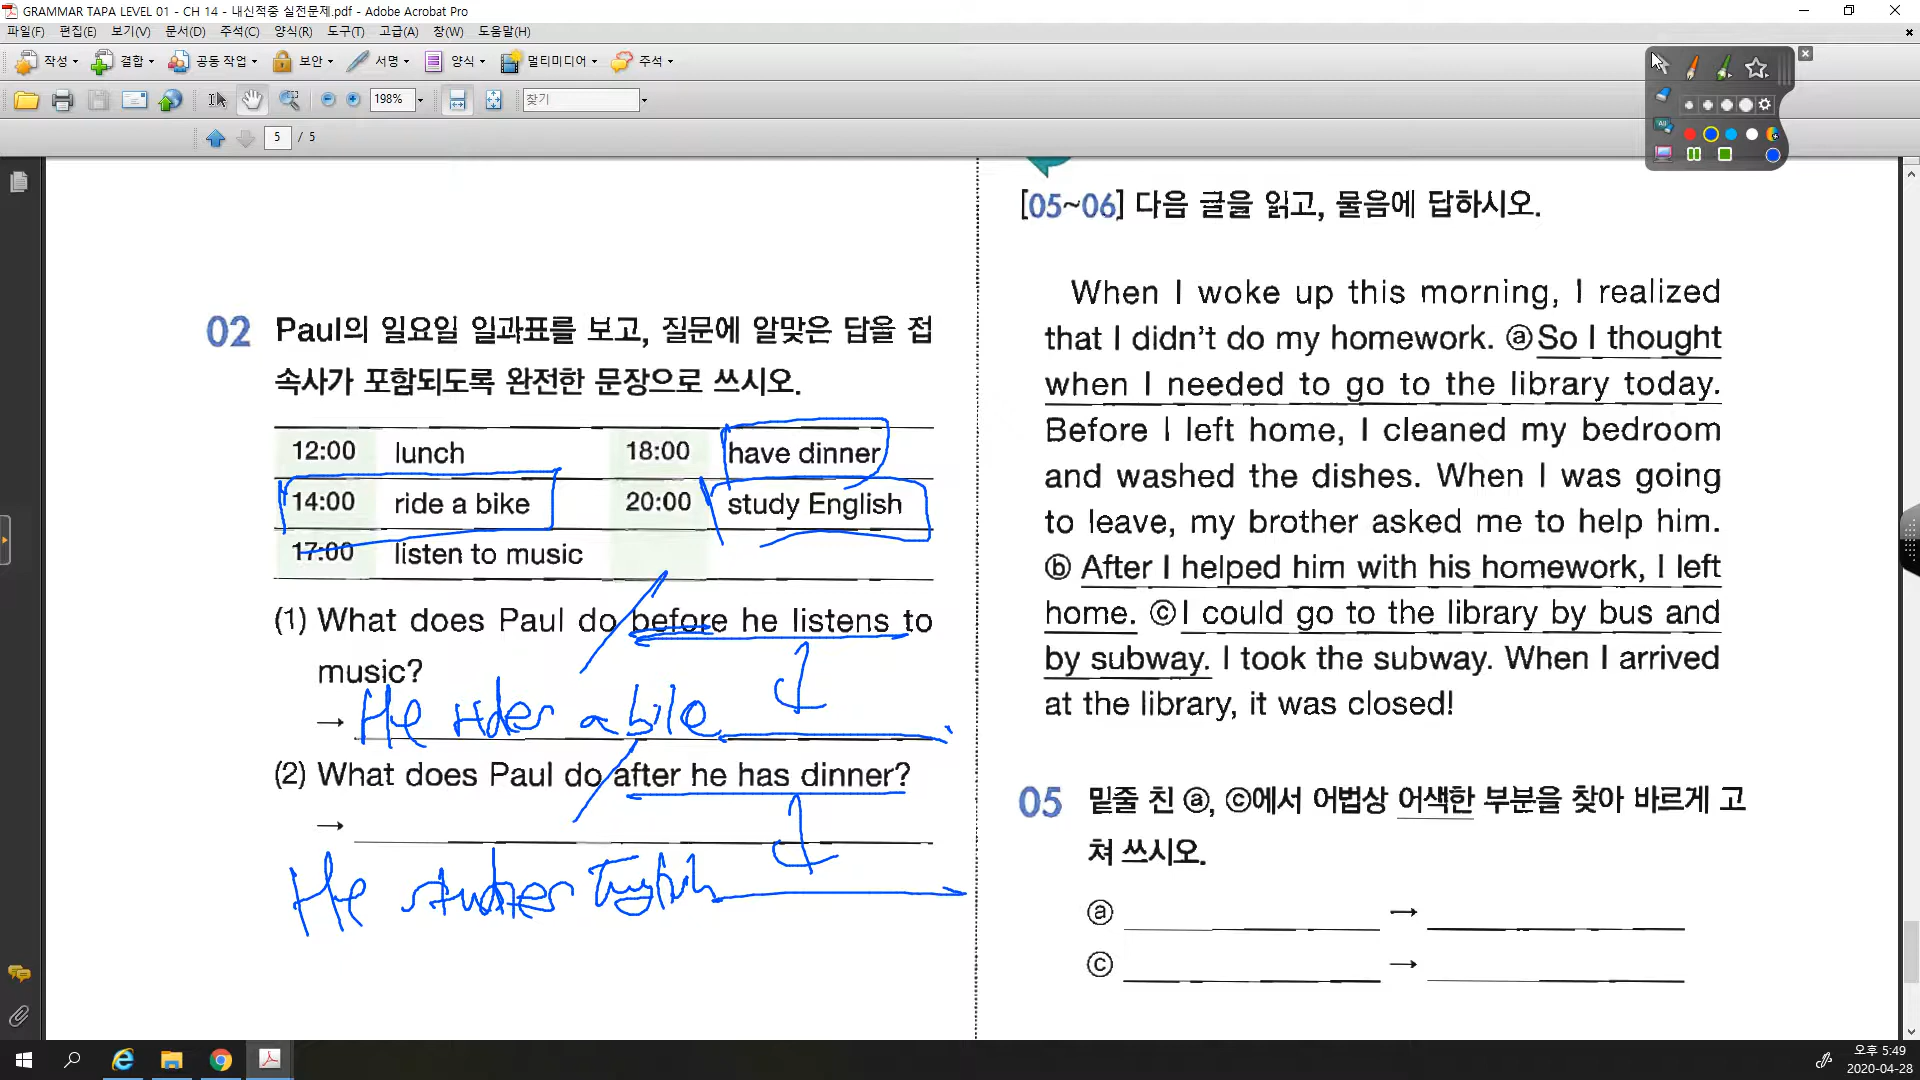 GRAMMAR TAPA LEVEL 01 - CH 14 - 내신적중 실전문제.pdf - Adobe Acrobat Pro
파일(F) 편집(E) 보기(V) 문서(D) 주석(C) 양식(R) 도구(T) 고급(A) 창(W) 도움말(H)
작성 결합 공동 작업 보안 서명 양식 멀티미디어 주석
198% 찾기
5 / 5
02 Paul의 일요일 일과표를 보고, 질문에 알맞은 답을 접
속사가 포함되도록 완전한 문장으로 쓰시오.
12:00 lunch 18:00 have dinner
14:00 ride a bike 20:00 study English
17:00 listen to music
(1) What does Paul do before he listens to
music?
→ He rides a bike
(2) What does Paul do after he has dinner?
→
He studies English
[05~06] 다음 글을 읽고, 물음에 답하시오.
When I woke up this morning, I realized
that I didn't do my homework. ⓐSo I thought
when I needed to go to the library today.
Before I left home, I cleaned my bedroom
and washed the dishes. When I was going
to leave, my brother asked me to help him.
ⓑ After I helped him with his homework, I left
home. ⓒI could go to the library by bus and
by subway. I took the subway. When I arrived
at the library, it was closed!
05 밑줄 친 ⓐ, ⓒ에서 어법상 어색한 부분을 찾아 바르게 고
쳐 쓰시오.
ⓐ →
ⓒ →
All
오후 5:49
2020-04-28